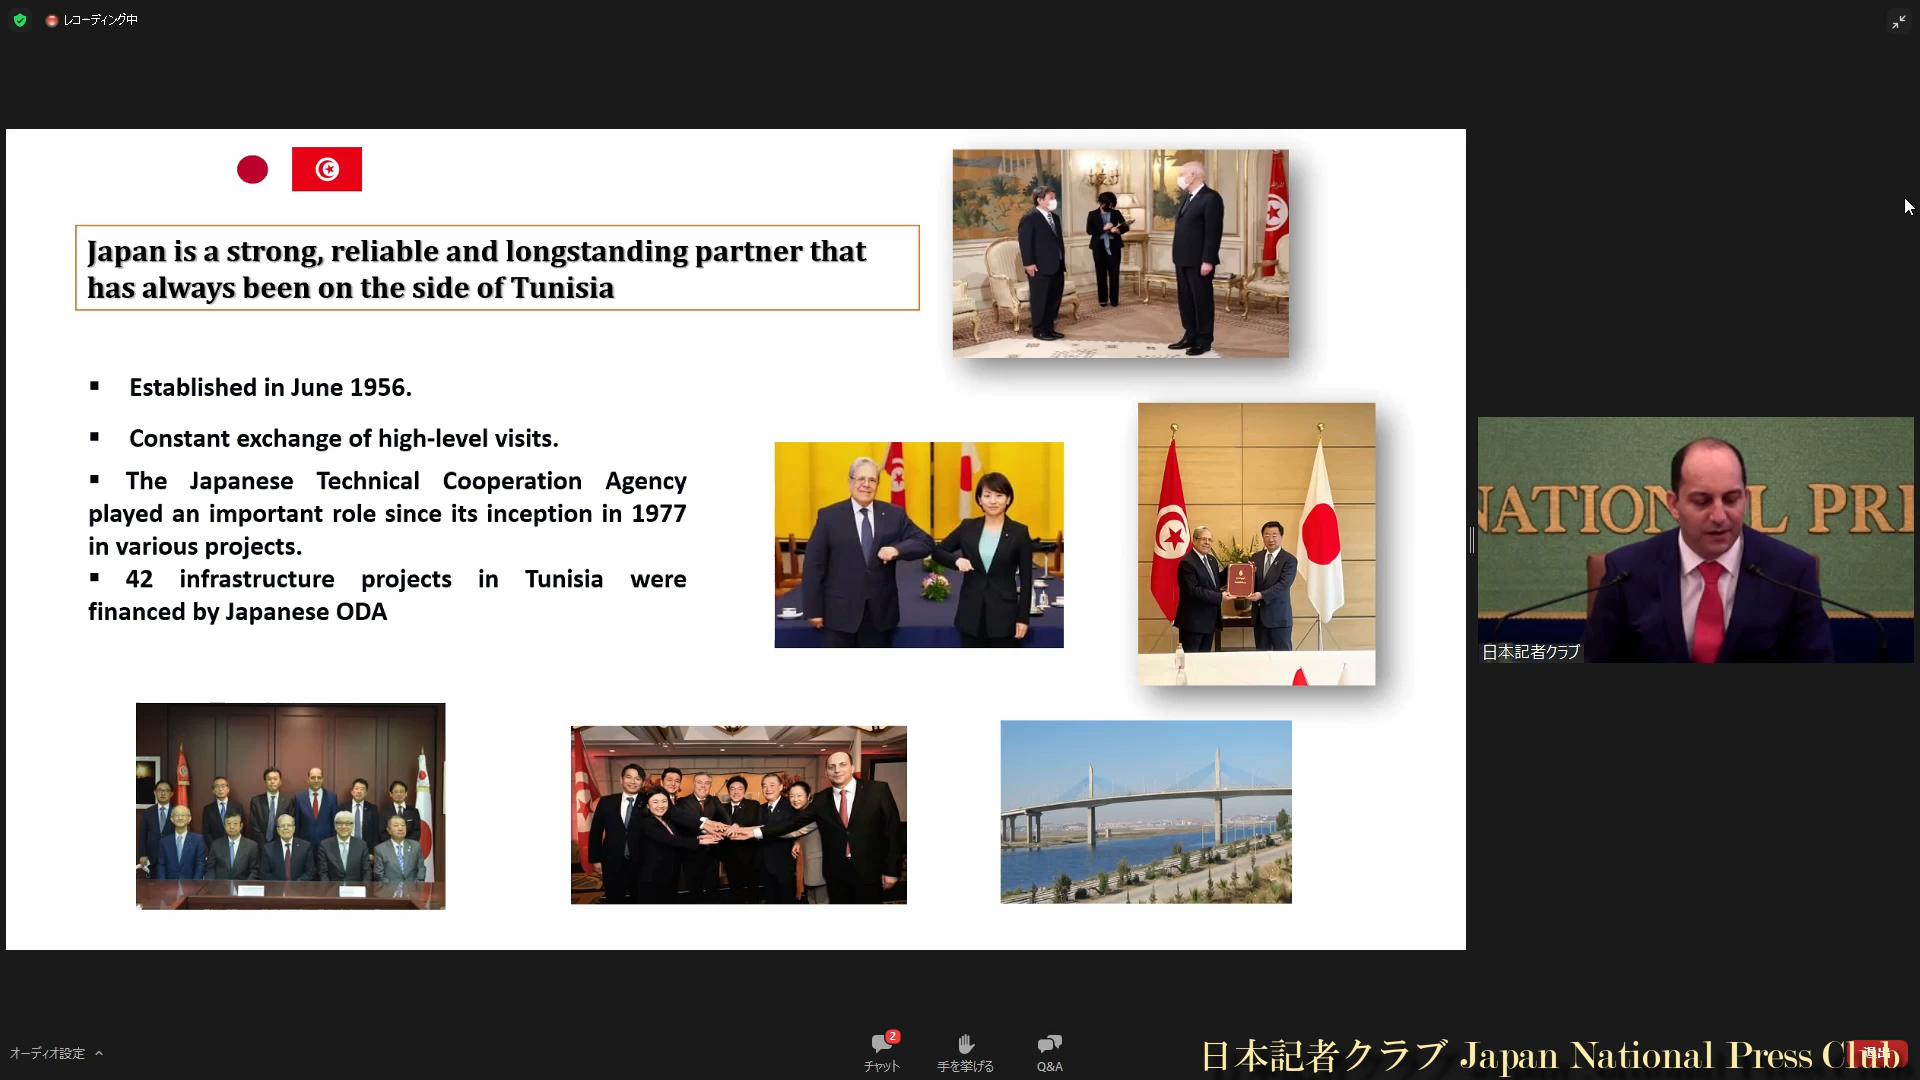 レコーディング中
Japan is a strong, reliable and longstanding partner that
has always been on the side of Tunisia
▪ Established in June 1956.
▪ Constant exchange of high-level visits.
▪ The Japanese Technical Cooperation Agency
played an important role since its inception in 1977
in various projects.
▪ 42 infrastructure projects in Tunisia were
financed by Japanese ODA
NATIONAL PRE
日本記者クラブ
オーディオ設定
2
チャット
手を挙げる
Q&A
退出
日本記者クラブ Japan National Press Club